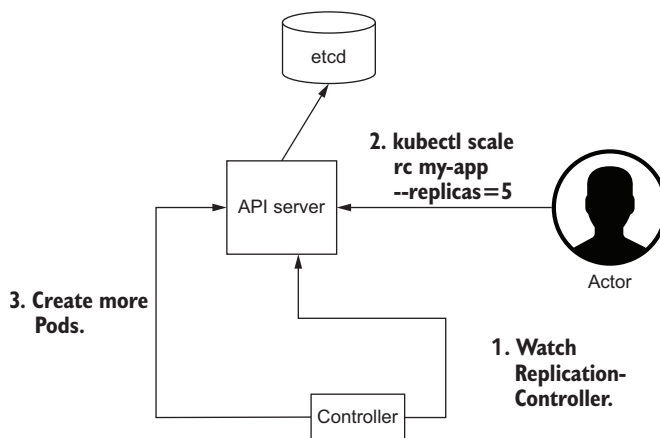 etcd
2. kubectl scale
rc my-app
--replicas=5
API server
Actor
3. Create more
Pods.
1. Watch
Replication-
Controller.
Controller